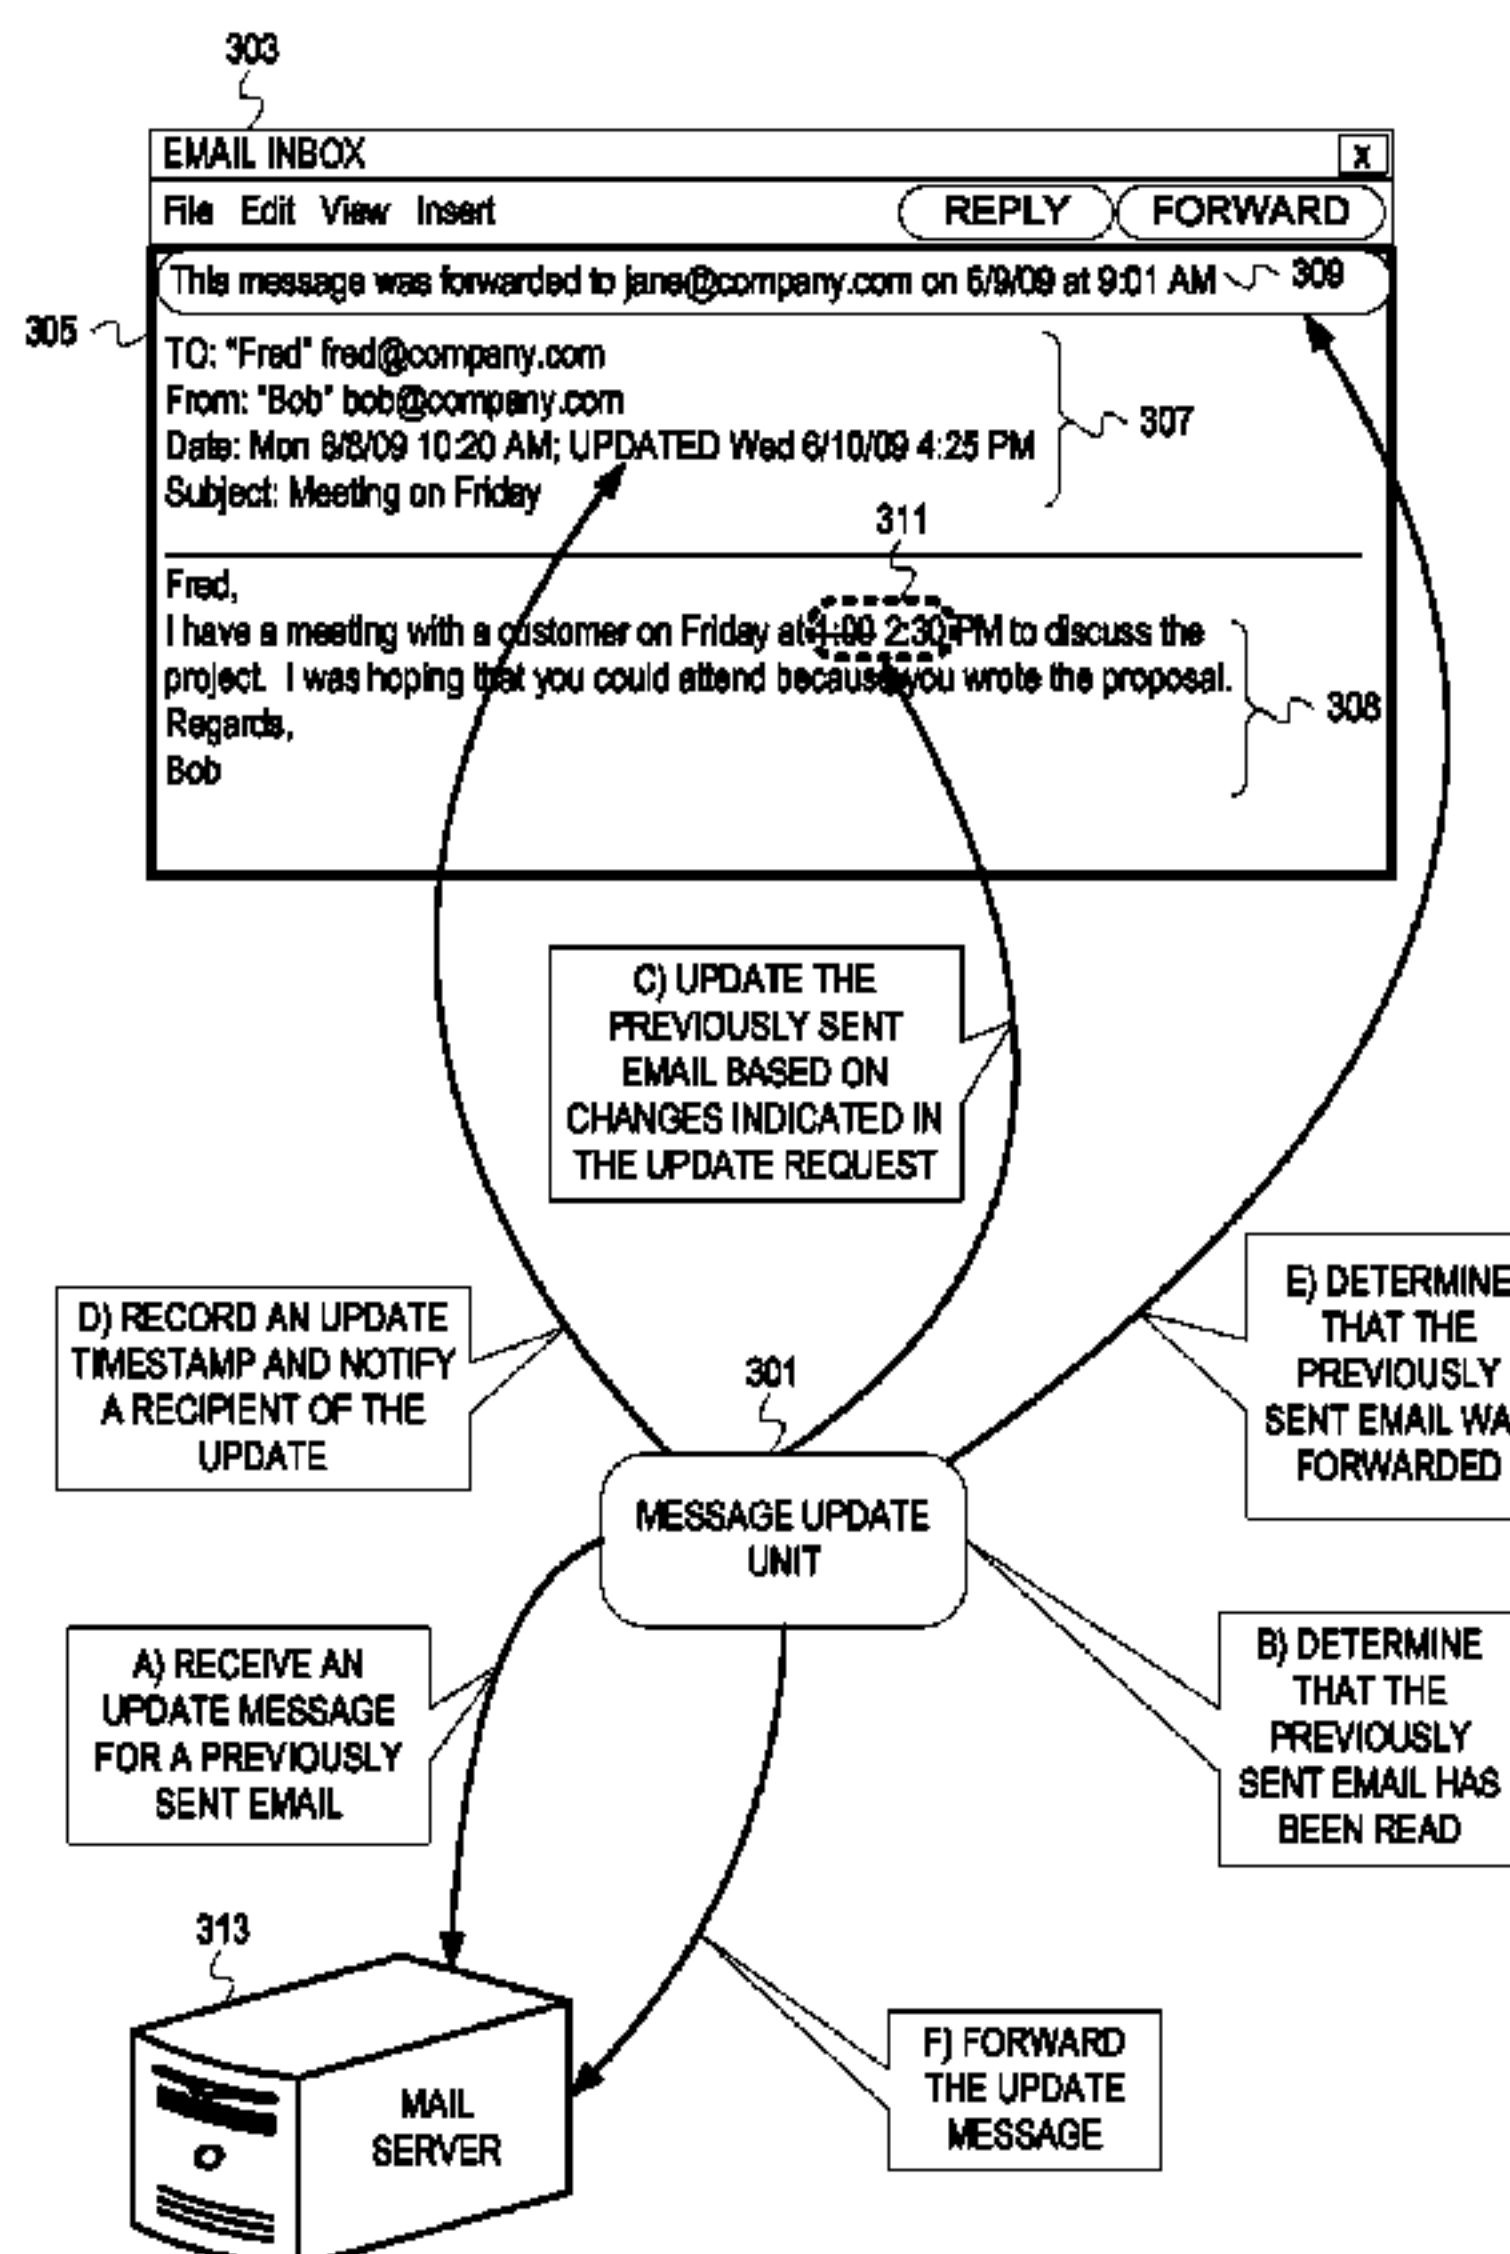 303
EMAIL INBOX X
File Edit View Insert REPLY FORWARD
This message was forwarded to jane@company.com on 6/9/09 at 9:01 AM 309
305
TO: "Fred" fred@company.com
From: "Bob" bob@company.com
307
Date: Mon 6/8/09 10:20 AM; UPDATED Wed 6/10/09 4:25 PM
Subject: Meeting on Friday
311
Fred,
I have a meeting with a customer on Friday at 1:00 2:30 PM to discuss the
project. I was hoping that you could attend because you wrote the proposal.
308
Regards,
Bob
C) UPDATE THE
PREVIOUSLY SENT
EMAIL BASED ON
CHANGES INDICATED IN
THE UPDATE REQUEST
D) RECORD AN UPDATE
TIMESTAMP AND NOTIFY
A RECIPIENT OF THE
UPDATE
E) DETERMINE
THAT THE
PREVIOUSLY
SENT EMAIL WA
FORWARDED
301
MESSAGE UPDATE
UNIT
A) RECEIVE AN
UPDATE MESSAGE
FOR A PREVIOUSLY
SENT EMAIL
B) DETERMINE
THAT THE
PREVIOUSLY
SENT EMAIL HAS
BEEN READ
313
MAIL
SERVER
F) FORWARD
THE UPDATE
MESSAGE